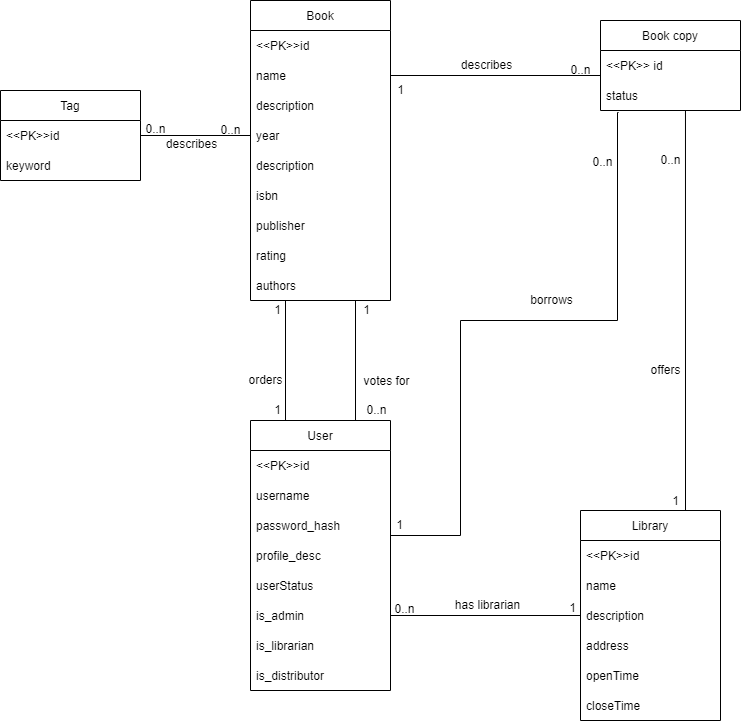 Book
<<PK>>id
name
description
year
description
isbn
publisher
rating
authors
Book copy
<<PK>> id
status
describes
1
0..n
Tag
<<PK>>id
keyword
0..n
0..n
describes
0..n
0..n
borrows
1
1
orders
votes for
offers
1
0..n
User
<<PK>>id
username
password_hash
profile_desc
userStatus
is_admin
is_librarian
is_distributor
1
0..n
has librarian
1
1
Library
<<PK>>id
name
description
address
openTime
closeTime